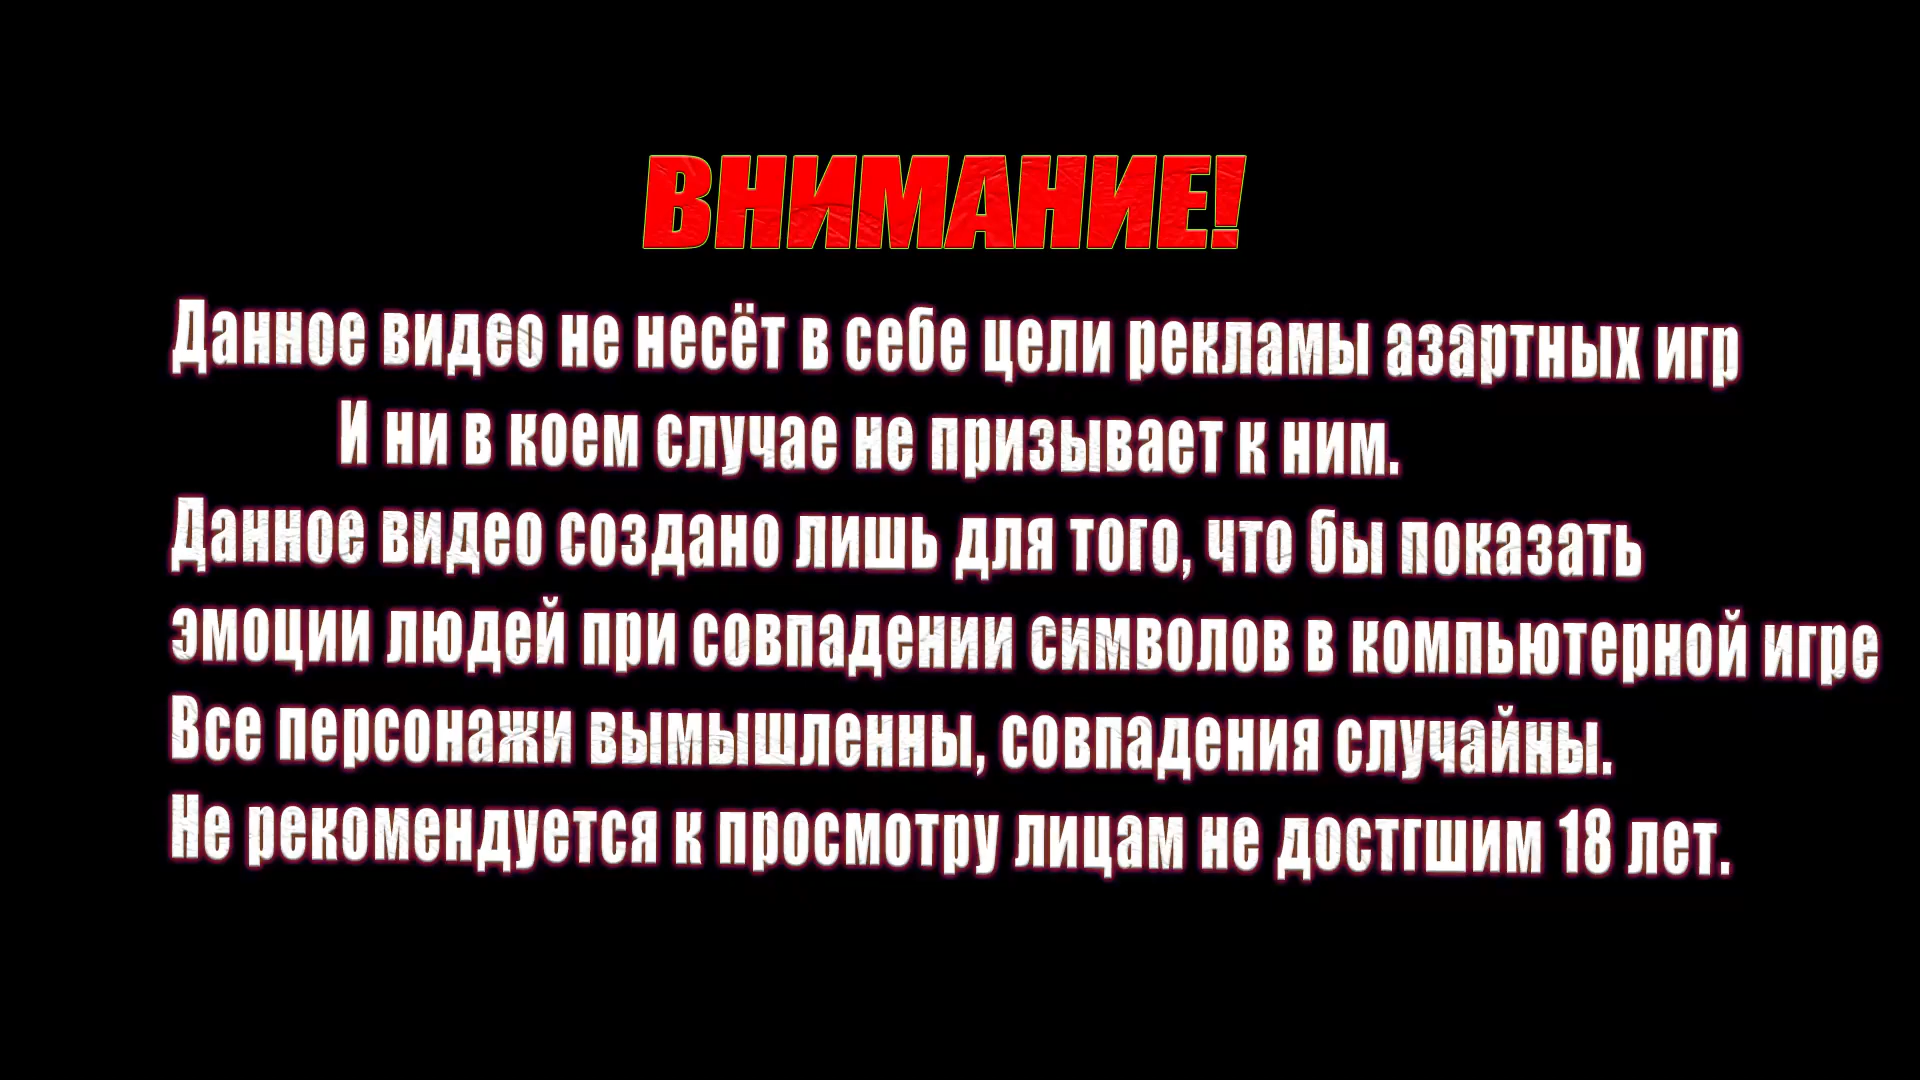 ВНИМАНИЕ!
Данное видео не несёт в себе цели рекламы азартных игр
И ни в коем случае не призывает к ним.
Данное видео создано лишь для того, что бы показать
эмоции людей при совпадении символов в компьютерной игре
Все персонажи вымышленны, совпадения случайны.
Не рекомендуется к просмотру лицам не достгшим 18 лет.